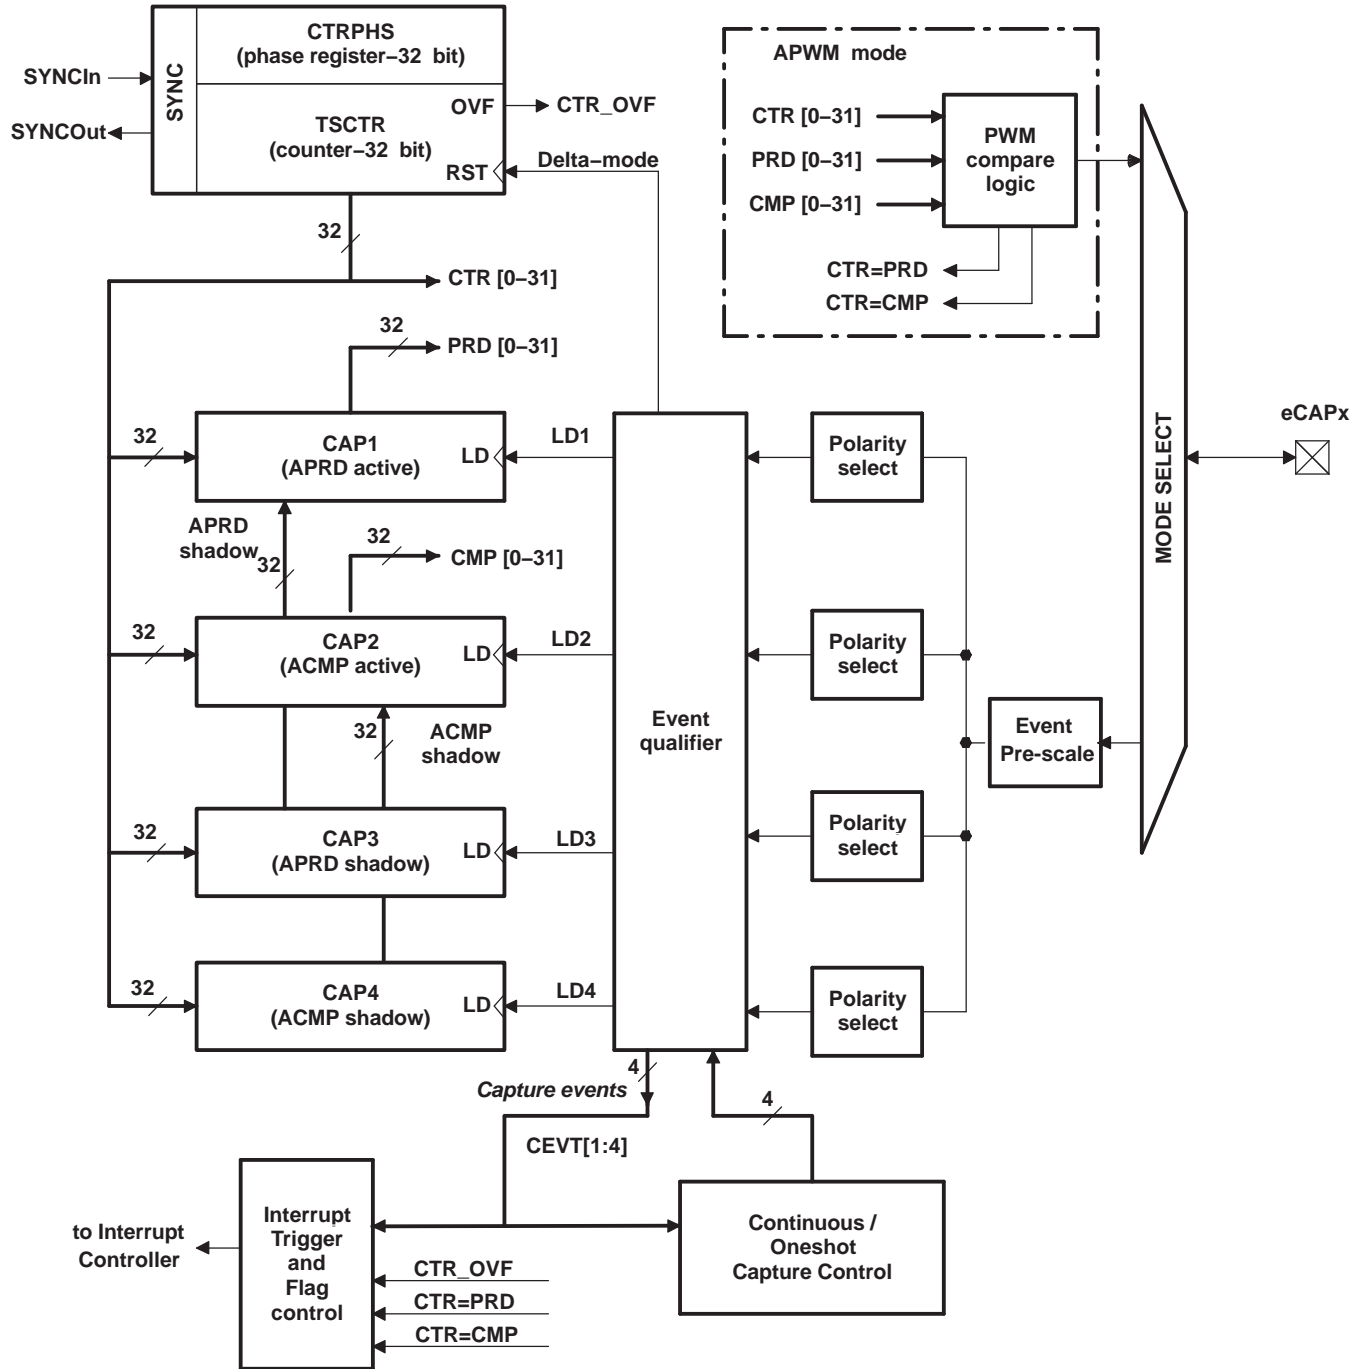 CTRPHS
(phase register−32 bit)
SYNCIn
SYNC
SYNCOut
OVF
CTR_OVF
TSCTR
(counter−32 bit)
RST
Delta−mode
32
CTR [0−31]
32
PRD [0−31]
APWM mode
CTR [0−31]
PRD [0−31]
CMP [0−31]
PWM
compare
logic
CTR=PRD
CTR=CMP
MODE SELECT
eCAPx
32
CAP1
(APRD active)
LD
LD1
Polarity
select
APRD
shadow
32
32
CMP [0−31]
32
CAP2
(ACMP active)
LD
LD2
Polarity
select
32
ACMP
shadow
Event
qualifier
Event
Pre-scale
32
CAP3
(APRD shadow)
LD
LD3
Polarity
select
32
CAP4
(ACMP shadow)
LD
LD4
Polarity
select
4
Capture events
CEVT[1:4]
4
to Interrupt
Controller
Interrupt
Trigger
and
Flag
control
CTR_OVF
CTR=PRD
CTR=CMP
Continuous /
Oneshot
Capture Control